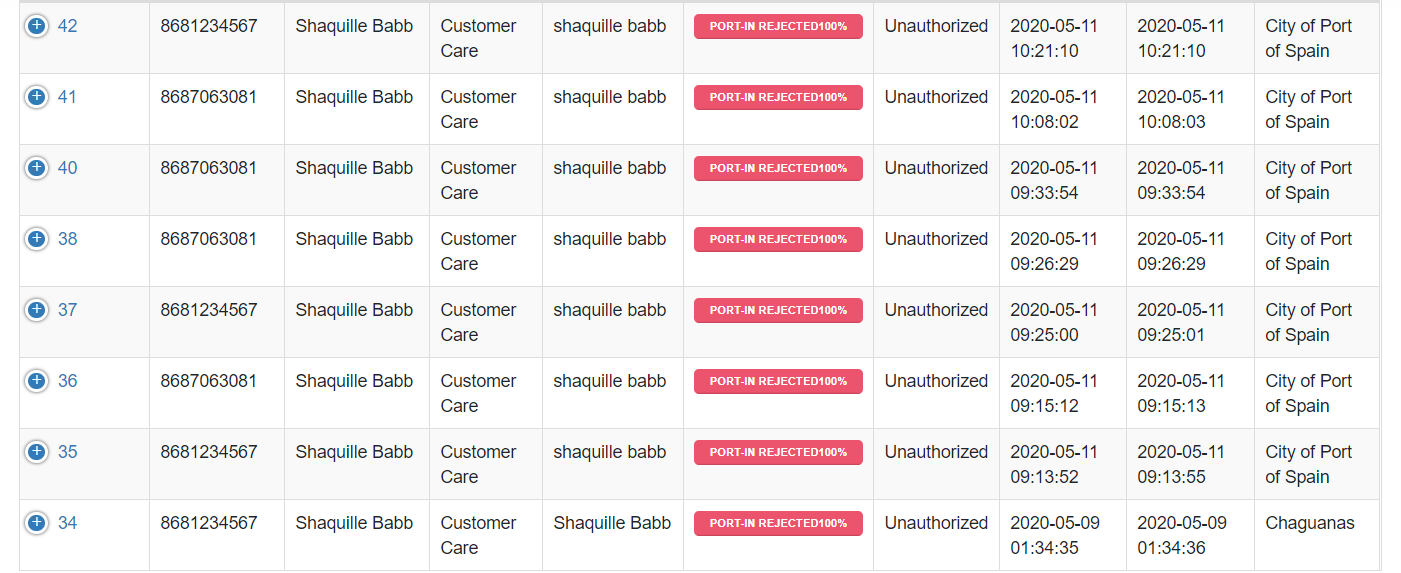 42 8681234567 Shaquille Babb Customer Care shaquille babb PORT-IN REJECTED100% Unauthorized 2020-05-11 10:21:10 2020-05-11 10:21:10 City of Port of Spain
41 8687063081 Shaquille Babb Customer Care shaquille babb PORT-IN REJECTED100% Unauthorized 2020-05-11 10:08:02 2020-05-11 10:08:03 City of Port of Spain
40 8687063081 Shaquille Babb Customer Care shaquille babb PORT-IN REJECTED100% Unauthorized 2020-05-11 09:33:54 2020-05-11 09:33:54 City of Port of Spain
38 8687063081 Shaquille Babb Customer Care shaquille babb PORT-IN REJECTED100% Unauthorized 2020-05-11 09:26:29 2020-05-11 09:26:29 City of Port of Spain
37 8681234567 Shaquille Babb Customer Care shaquille babb PORT-IN REJECTED100% Unauthorized 2020-05-11 09:25:00 2020-05-11 09:25:01 City of Port of Spain
36 8687063081 Shaquille Babb Customer Care shaquille babb PORT-IN REJECTED100% Unauthorized 2020-05-11 09:15:12 2020-05-11 09:15:13 City of Port of Spain
35 8681234567 Shaquille Babb Customer Care shaquille babb PORT-IN REJECTED100% Unauthorized 2020-05-11 09:13:52 2020-05-11 09:13:55 City of Port of Spain
34 8681234567 Shaquille Babb Customer Care Shaquille Babb PORT-IN REJECTED100% Unauthorized 2020-05-09 01:34:35 2020-05-09 01:34:36 Chaguanas